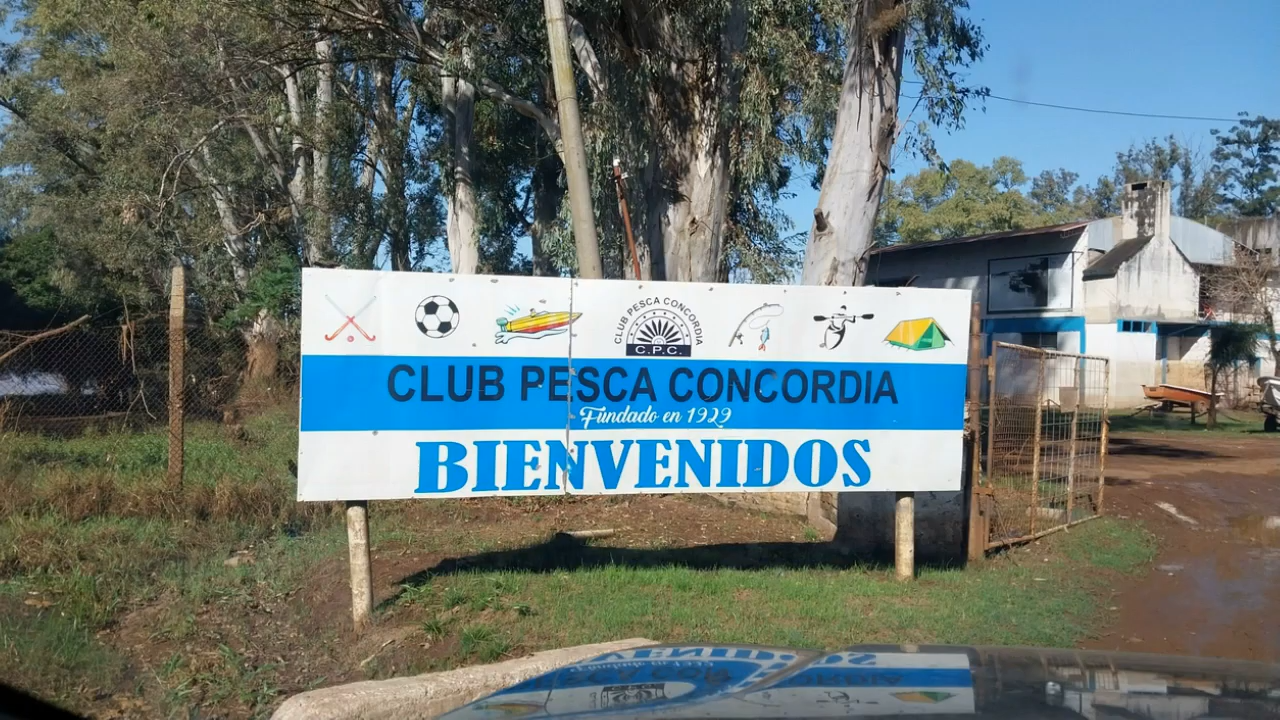 CLUB PESCA CONCORDIA
C.P.C.
CLUB PESCA CONCORDIA
Fundado en 1929
BIENVENIDOS